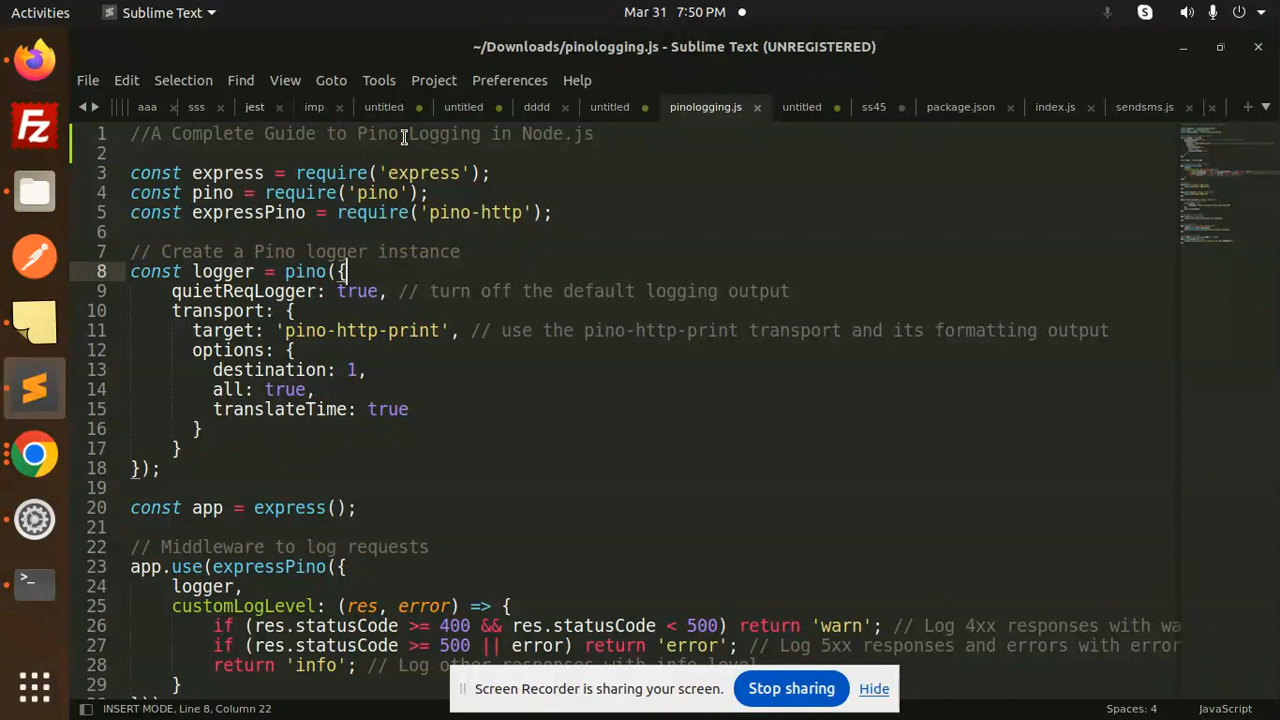 Activities Sublime Text Mar 31 7:50 PM
~/Downloads/pinologging.js - Sublime Text (UNREGISTERED)
File Edit Selection Find View Goto Tools Project Preferences Help
aaa sss jest imp untitled untitled dddd untitled pinologging.js untitled ss45 package.json index.js sendsms.js
1 //A Complete Guide to Pino Logging in Node.js
2
3 const express = require('express');
4 const pino = require('pino');
5 const expressPino = require('pino-http');
6
7 // Create a Pino logger instance
8 const logger = pino({
9 quietReqLogger: true, // turn off the default logging output
10 transport: {
11 target: 'pino-http-print', // use the pino-http-print transport and its formatting output
12 options: {
13 destination: 1,
14 all: true,
15 translateTime: true
16 }
17 }
18 });
19
20 const app = express();
21
22 // Middleware to log requests
23 app.use(expressPino({
24 logger,
25 customLogLevel: (res, error) => {
26 if (res.statusCode >= 400 && res.statusCode < 500) return 'warn'; // Log 4xx responses with wa
27 if (res.statusCode >= 500 || error) return 'error'; // Log 5xx responses and errors with error
28 return 'info'; // Log other responses with info level
29 }
Screen Recorder is sharing your screen. Stop sharing Hide
INSERT MODE, Line 8, Column 22 Spaces: 4 JavaScript